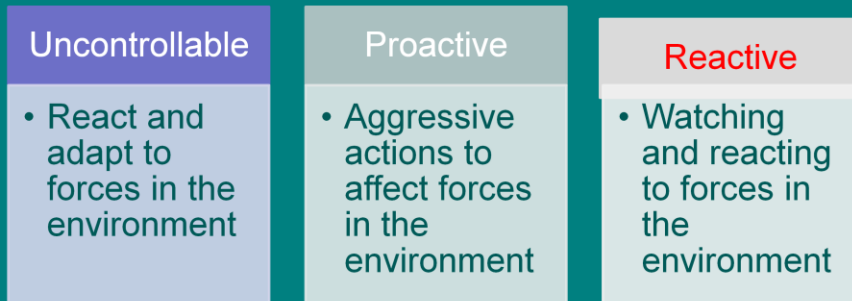 Uncontrollable
• React and
adapt to
forces in the
environment
Proactive
• Aggressive
actions to
affect forces
in the
environment
Reactive
• Watching
and reacting
to forces in
the
environment